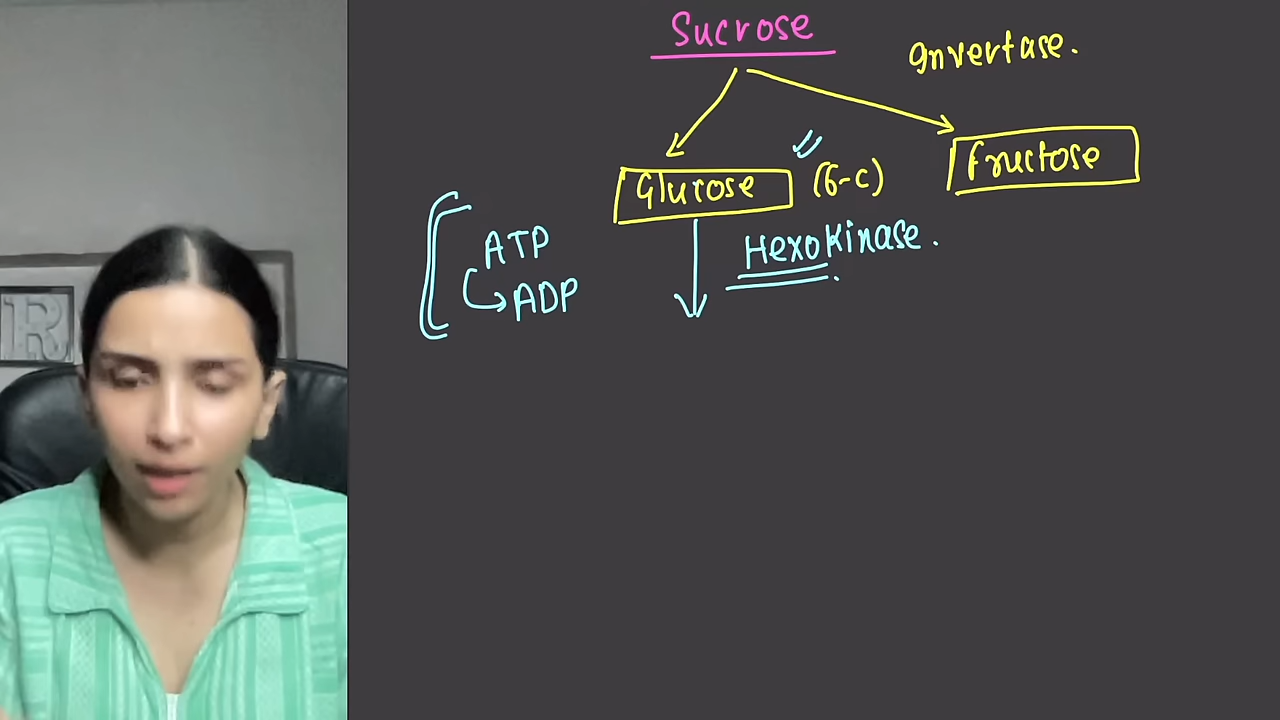 Sucrose
Invertase.
Glucose (6-c)
Fructose
Hexokinase.
ATP
ADP
R